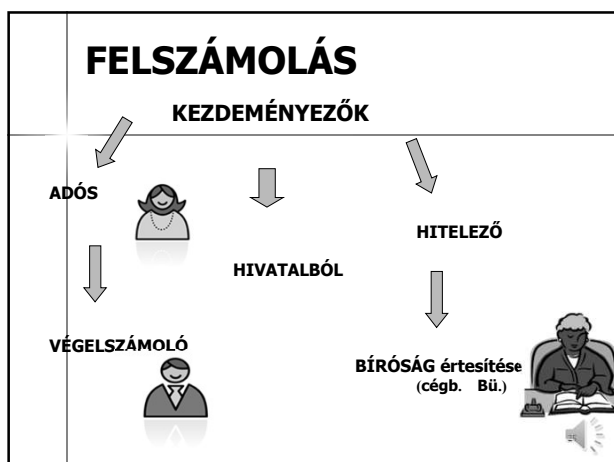 FELSZÁMOLÁS
KEZDEMÉNYEZŐK
ADÓS
HITELEZŐ
HIVATALBÓL
VÉGELSZÁMOLÓ
BÍRÓSÁG értesítése
(cégb. Bü.)